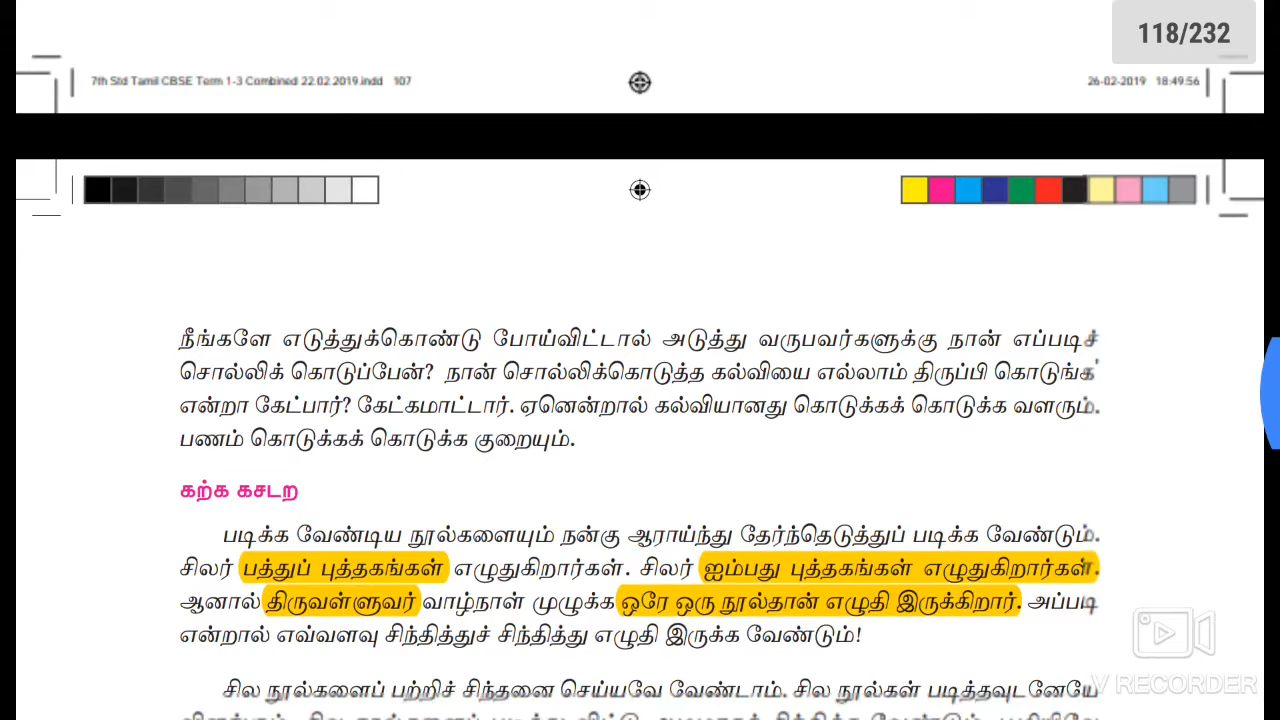 118/232
7th Std Tamil CBSE Term 1-3 Combined 22.02.2019.indd 107
26-02-2019 18:49:56
நீங்களே எடுத்துக்கொண்டு போய்விட்டால் அடுத்து வருபவர்களுக்கு நான் எப்படிச்
சொல்லிக் கொடுப்பேன்? நான் சொல்லிக்கொடுத்த கல்வியை எல்லாம் திருப்பி
என்றா கேட்பார்? கேட்கமாட்டார். ஏனென்றால் கல்வியானது கொடுக்கக் கொடுக்க வளரும்.
பணம் கொடுக்கக் கொடுக்க குறையும்.
கற்க கசடற
படிக்க வேண்டிய நூல்களையும் நன்கு ஆராய்ந்து தேர்ந்தெடுத்துப் படிக்க வேண்டும்.
சிலர் பத்துப் புத்தகங்கள் எழுதுகிறார்கள். சிலர் ஐம்பது புத்தகங்கள் எழுதுகிறார்கள்.
ஆனால் திருவள்ளுவர் வாழ்நாள் முழுக்க ஒரே ஒரு நூல்தான் எழுதி இருக்கிறார். அப்படி
என்றால் எவ்வளவு சிந்தித்துச் சிந்தித்து எழுதி இருக்க வேண்டும்!
சில நூல்களைப் பற்றிச் சிந்தனை செய்யவே வேண்டாம். சில நூல்கள் படித்தவுடனேயே
V RECORDER